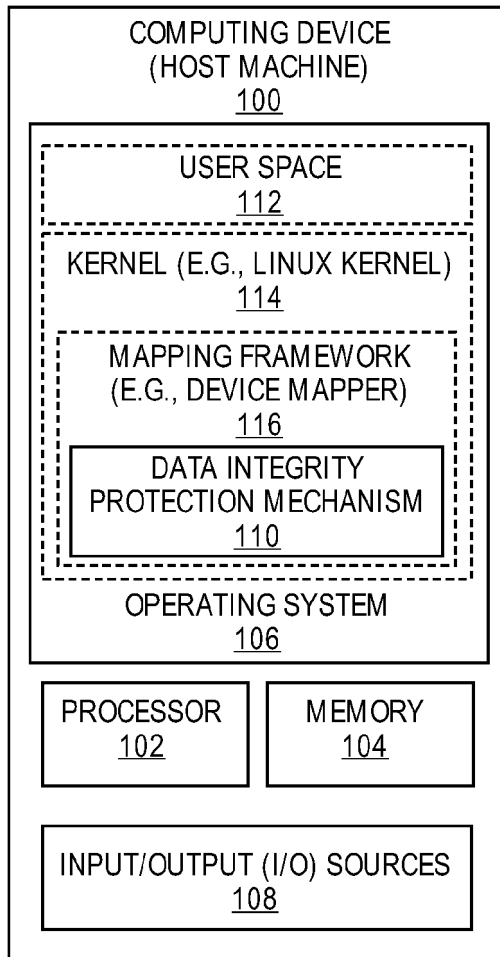 COMPUTING DEVICE
(HOST MACHINE)
100
USER SPACE
112
KERNEL (E.G., LINUX KERNEL)
114
MAPPING FRAMEWORK
(E.G., DEVICE MAPPER)
116
DATA INTEGRITY
PROTECTION MECHANISM
110
OPERATING SYSTEM
106
PROCESSOR
102
MEMORY
104
INPUT/OUTPUT (I/O) SOURCES
108